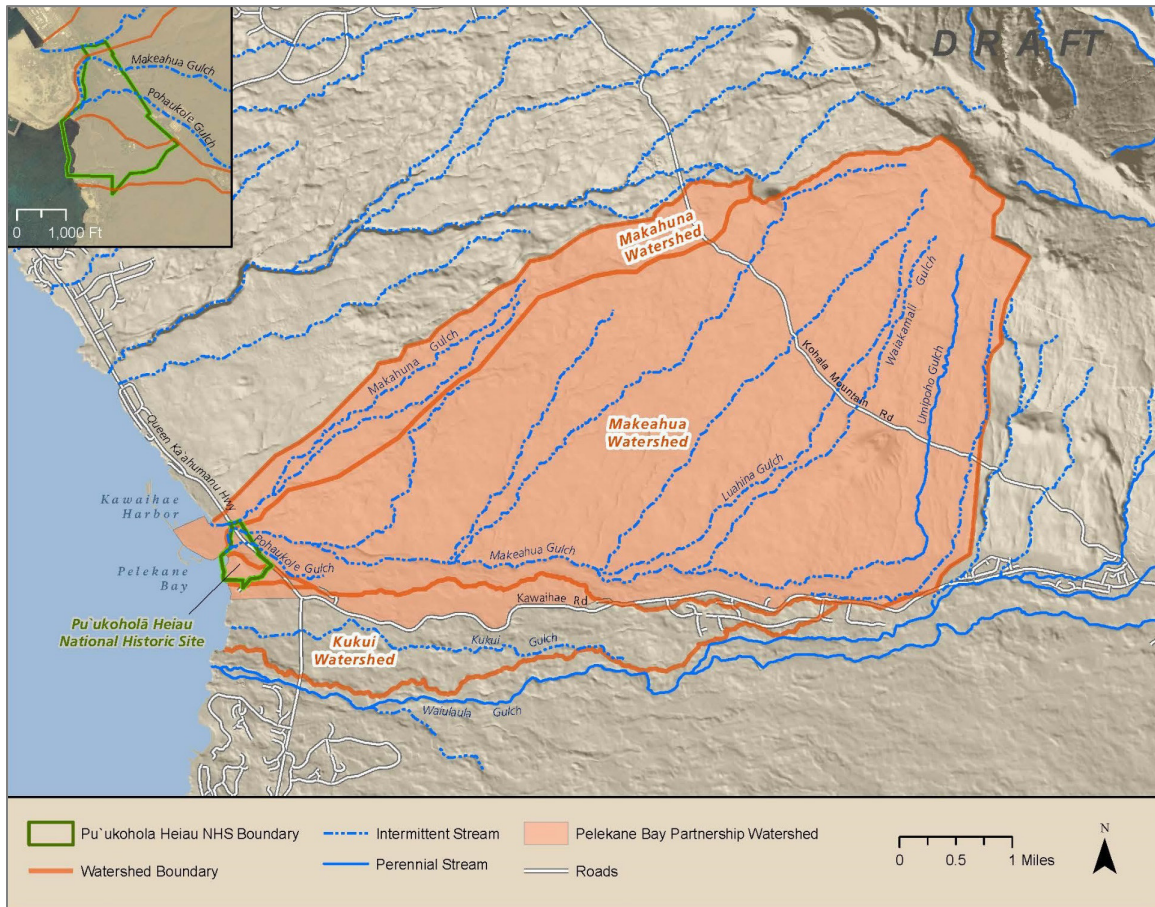 DRAFT
Makeahua Gulch
Pohaukole Gulch
0 1,000 Ft
Makahuna
Watershed
Makahuna Gulch
Waiakamali Gulch
Umipoho Gulch
Kohala Mountain Rd
Makeahua
Watershed
Luahina Gulch
Queen Ka`ahumanu Hwy
Kawaihae
Harbor
Pohaukole Gulch
Makeahua Gulch
Pelekane
Bay
Kawaihae Rd
Pu`ukoholā Heiau
National Historic Site
Kukui
Watershed
Kukui Gulch
Waiulaula Gulch
Pu`ukohola Heiau NHS Boundary
Intermittent Stream
Pelekane Bay Partnership Watershed
Watershed Boundary
Perennial Stream
Roads
0 0.5 1 Miles
N